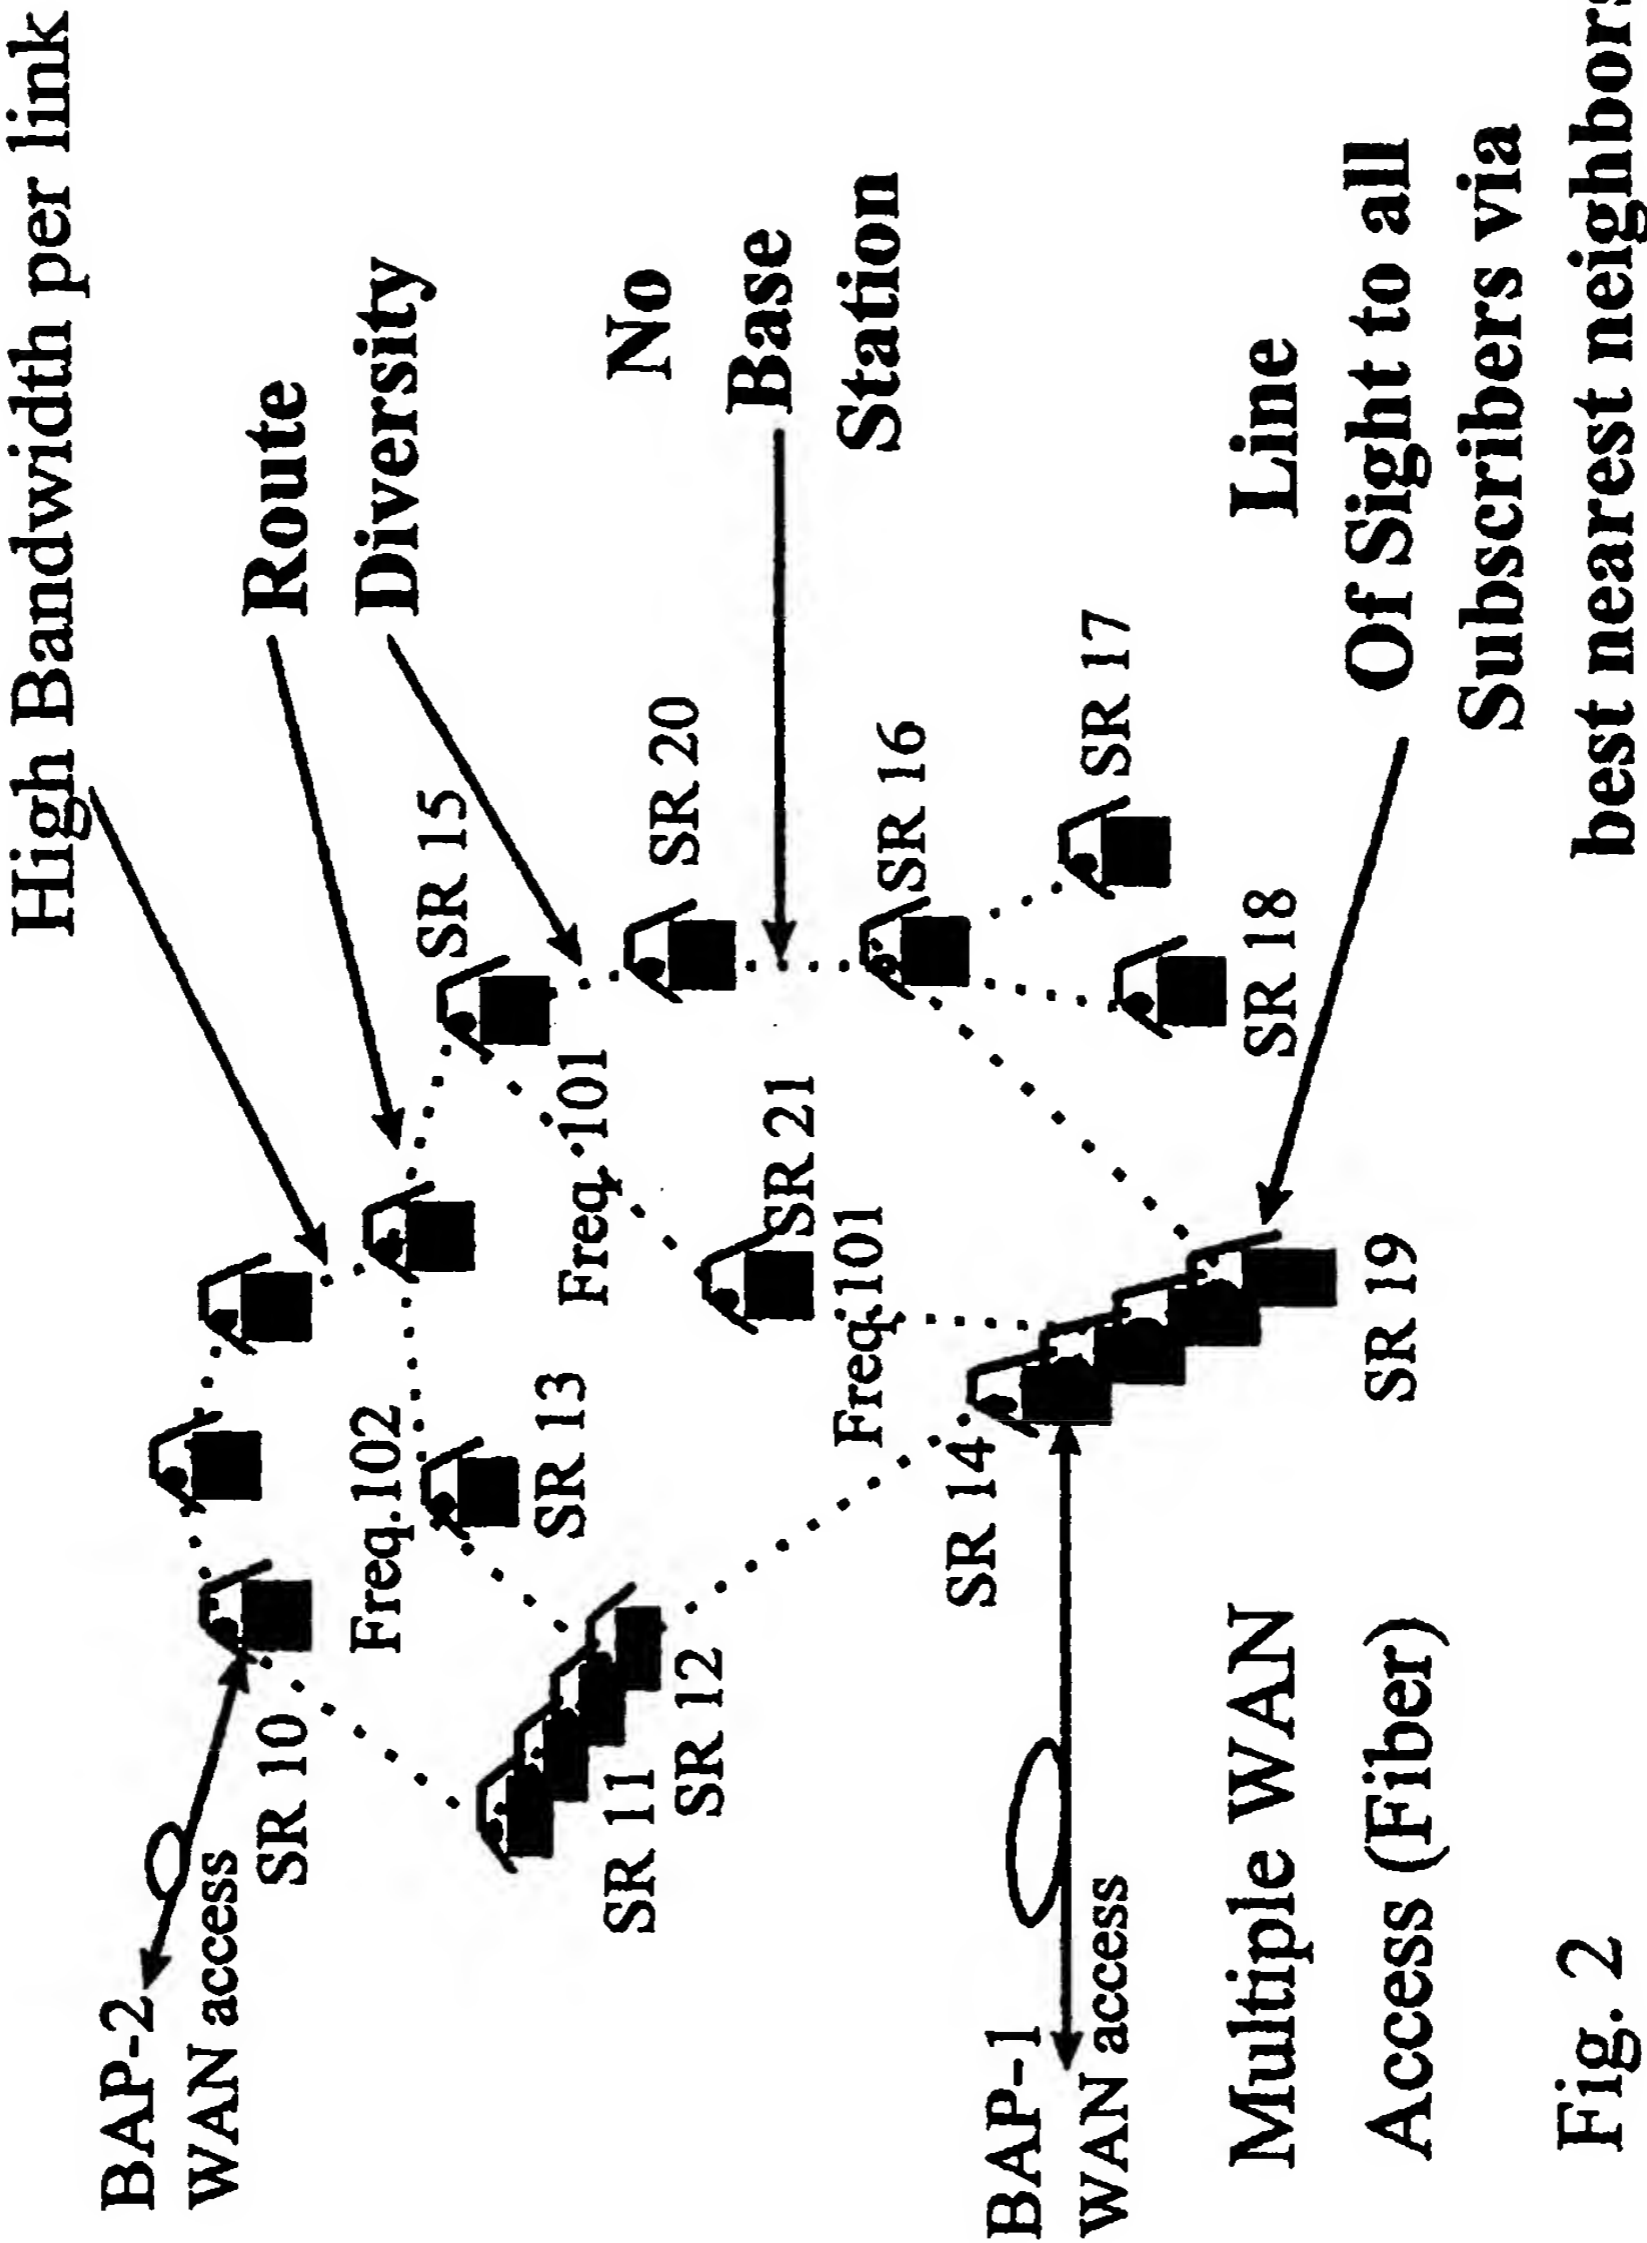 High Bandwidth per link
BAP-2
WAN access
Route
Diversity
SR 10
SR 15
Freq. 102
SR 13
Freq. 101
No
Base
Station
SR 20
SR 11
SR 12
SR 21
Freq. 101
SR 16
SR 14
BAP-1
WAN access
SR 17
SR 18
Line
Of Sight to all
Subscribers via
best nearest neighbors
Multiple WAN
Access (Fiber)
SR 19
Fig. 2